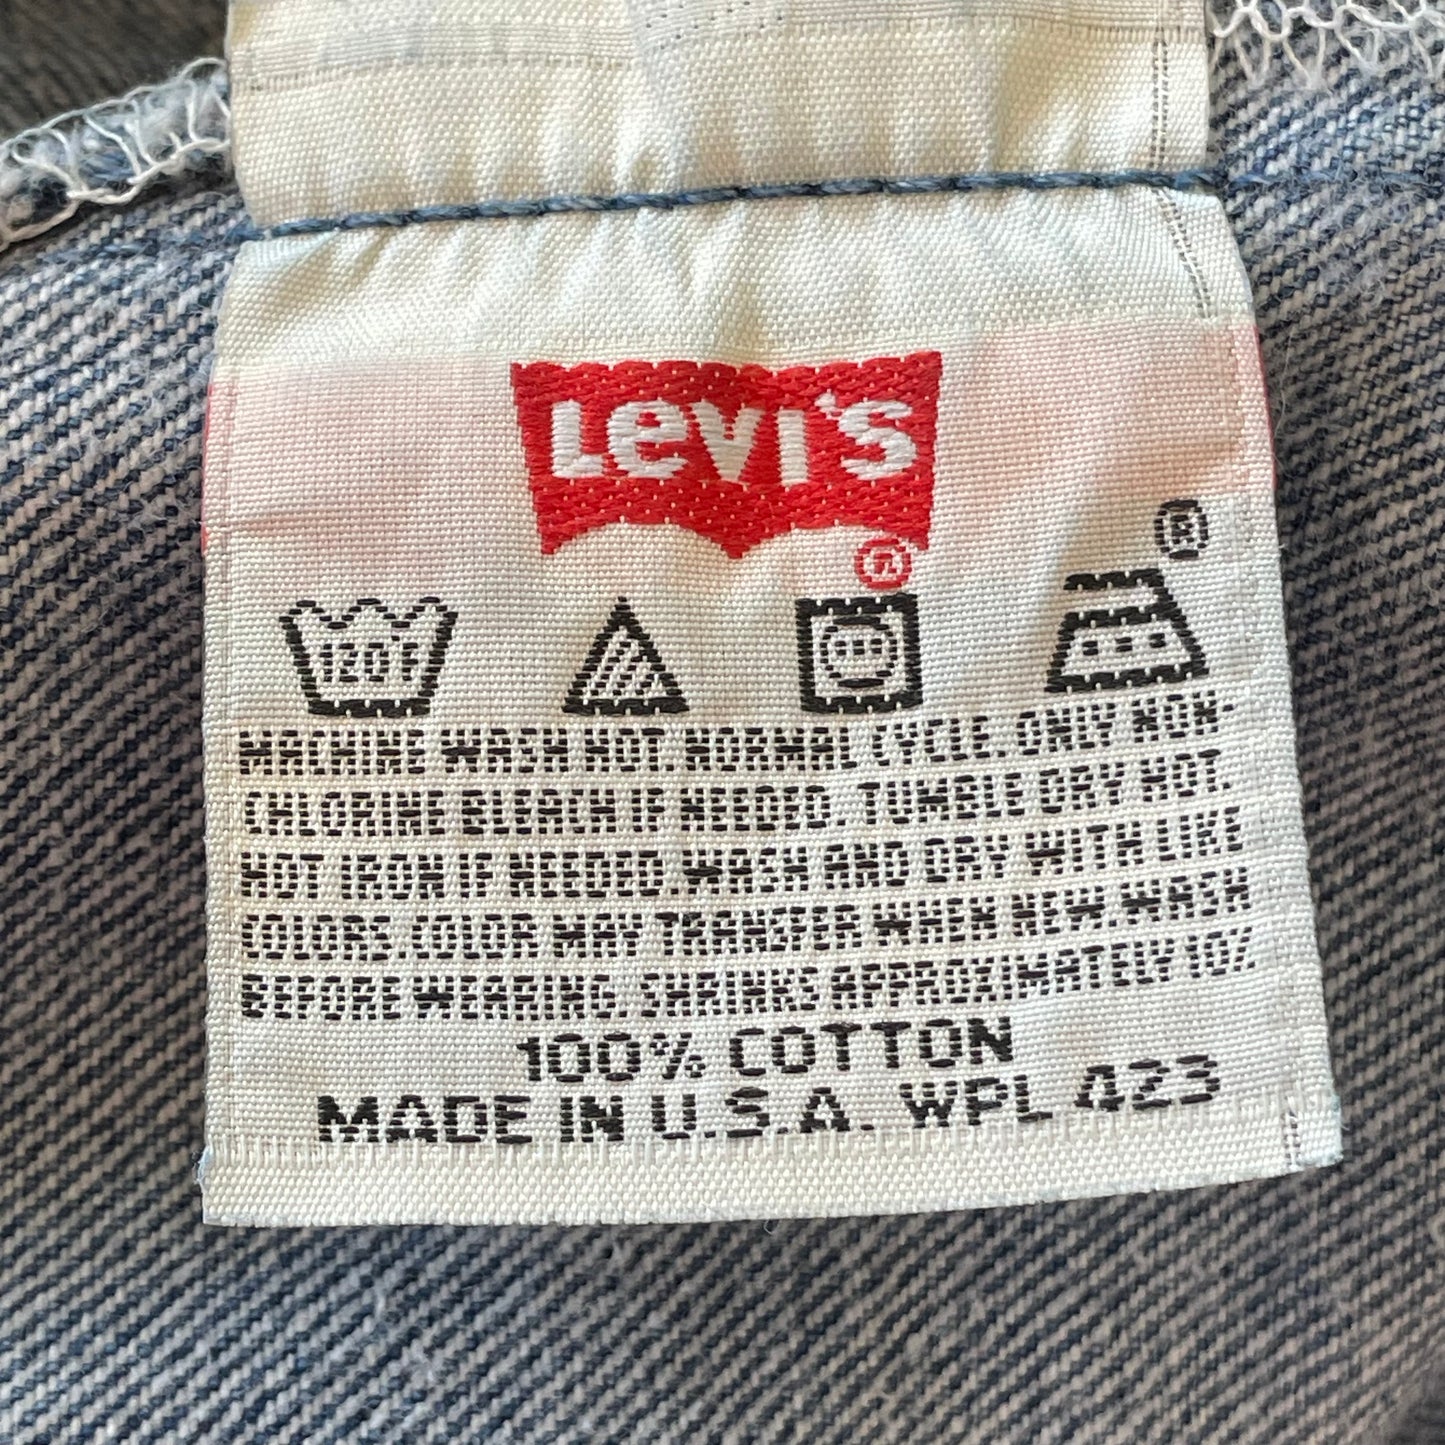 LEVI'S
®
®
120°F
MACHINE WASH HOT. NORMAL CYCLE. ONLY NON-
CHLORINE BLEACH IF NEEDED. TUMBLE DRY HOT.
HOT IRON IF NEEDED. WASH AND DRY WITH LIKE
COLORS. COLOR MAY TRANSFER WHEN NEW. WASH
BEFORE WEARING. SHRINKS APPROXIMATELY 10%
100% COTTON
MADE IN U.S.A. WPL 423